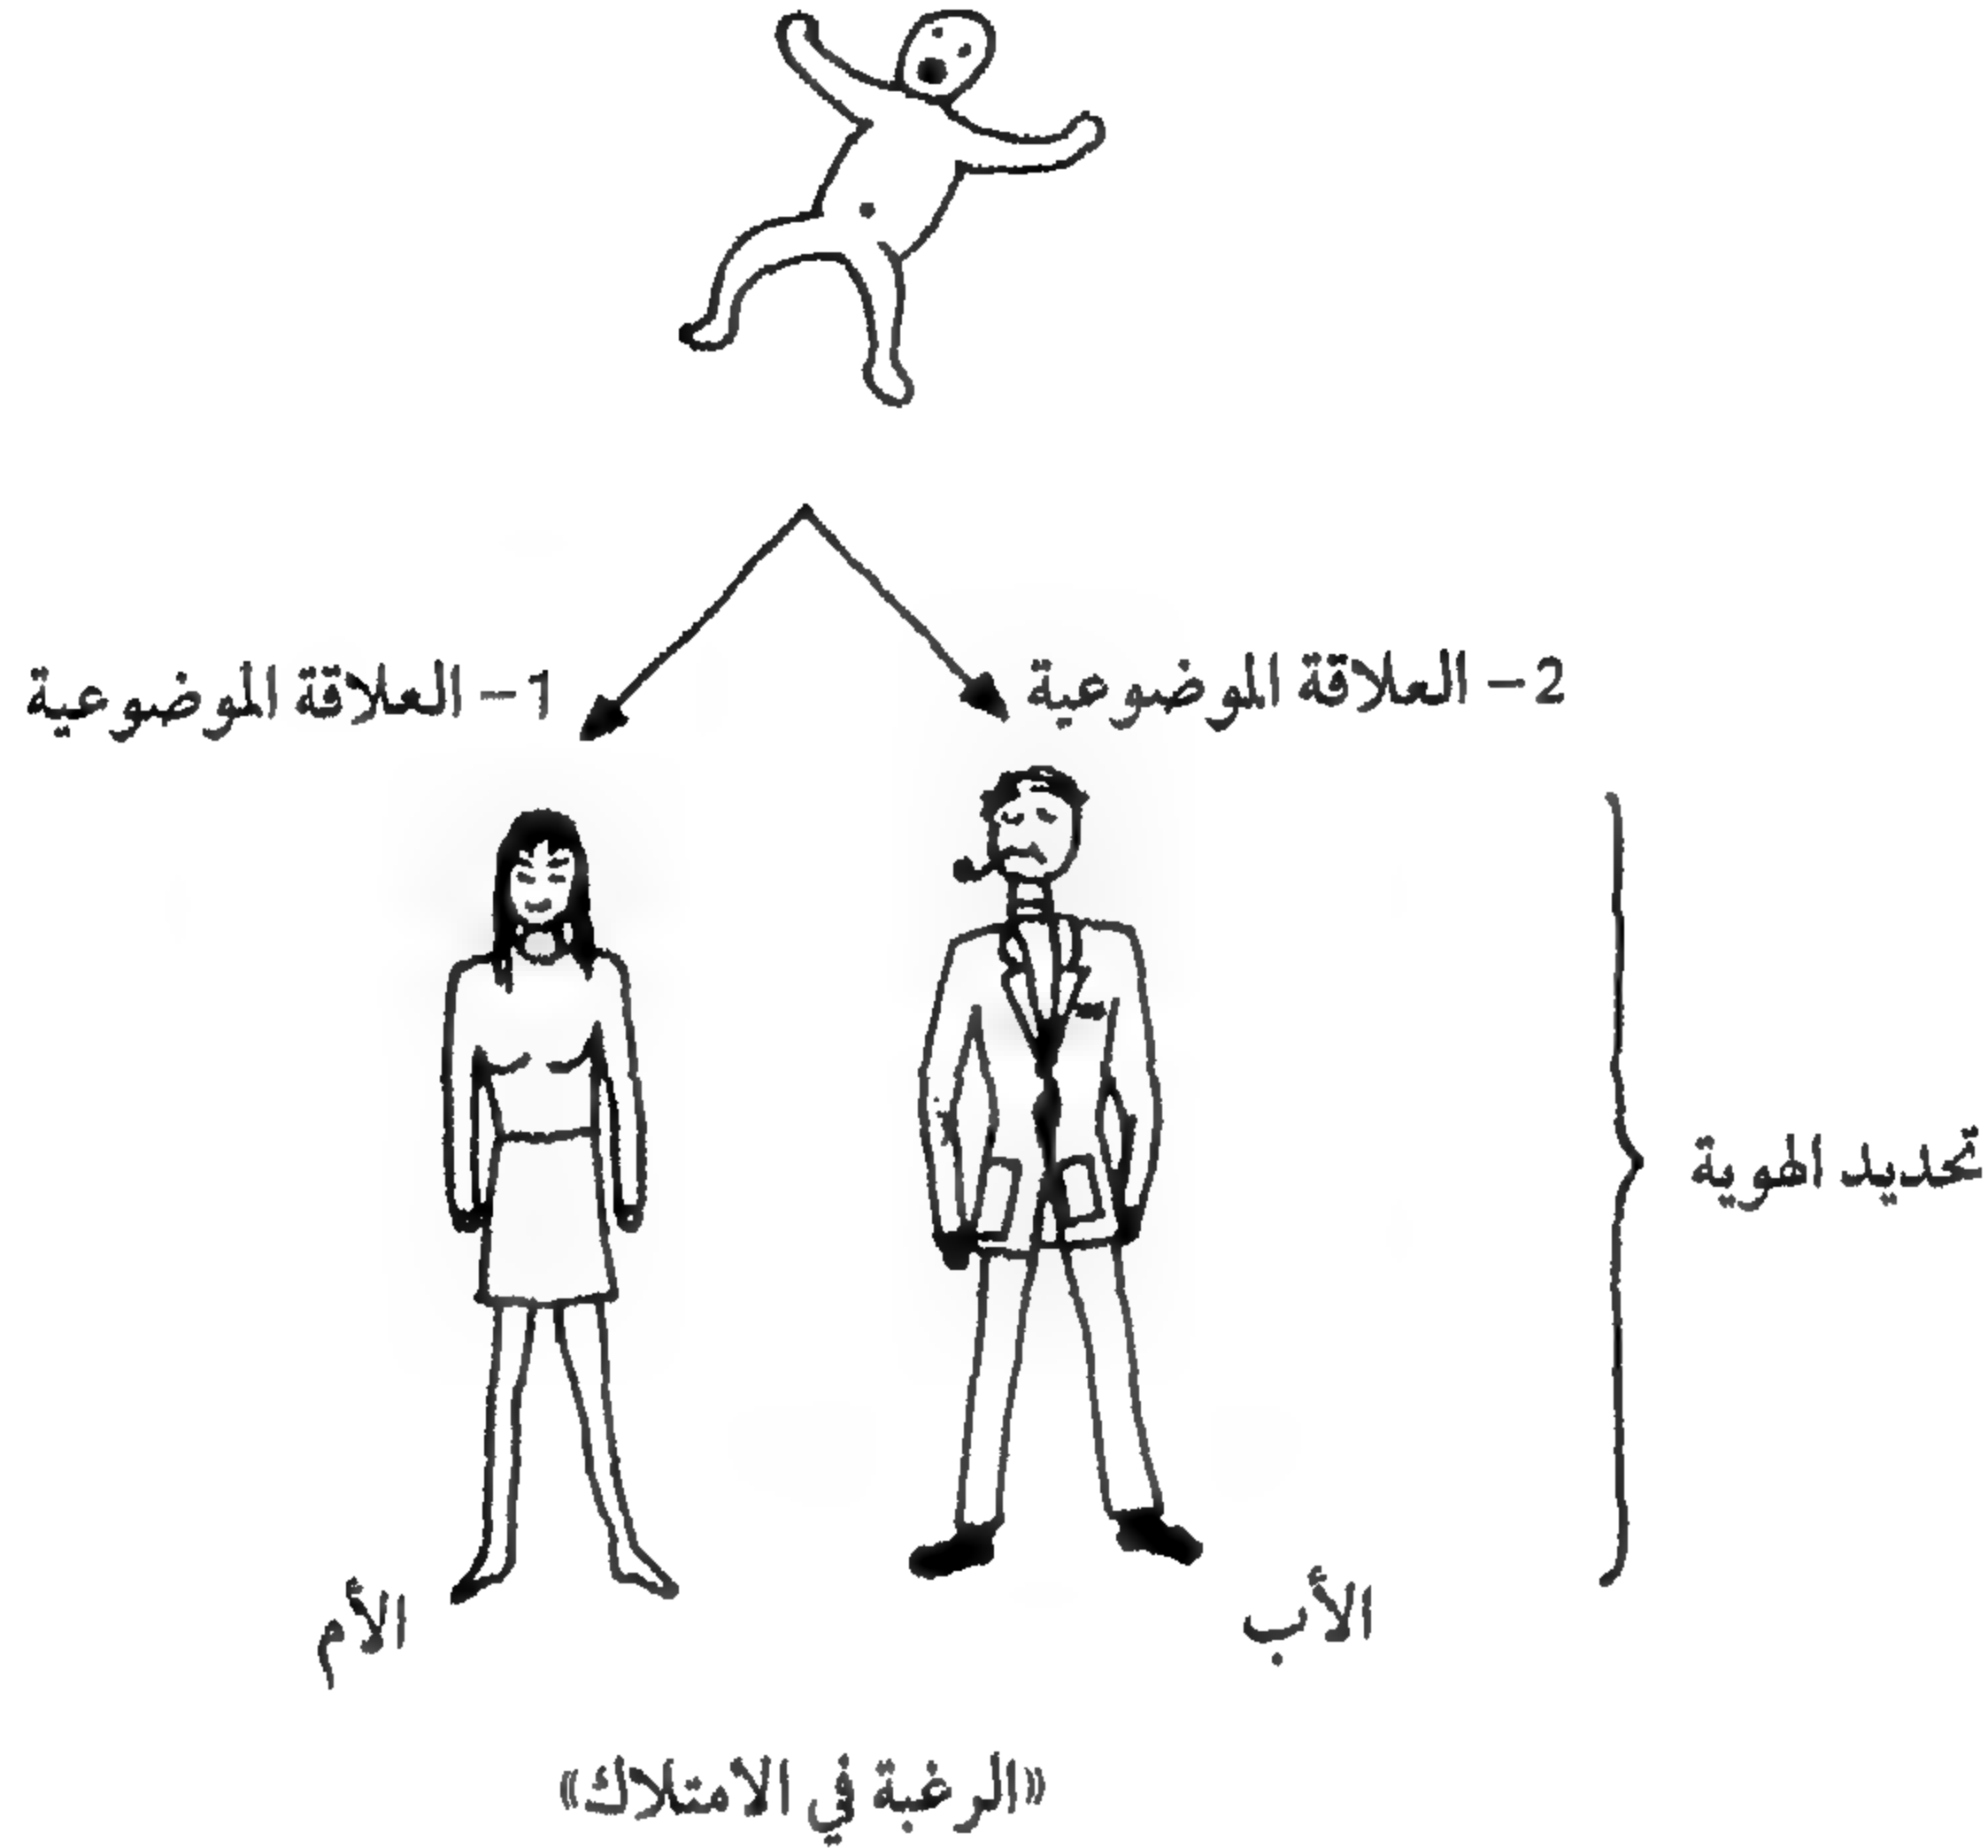 2- العلاقة الموضوعية
1- العلاقة الموضوعية
تحديد الهوية
الأب
الأم
«الرغبة في الامتلاك»